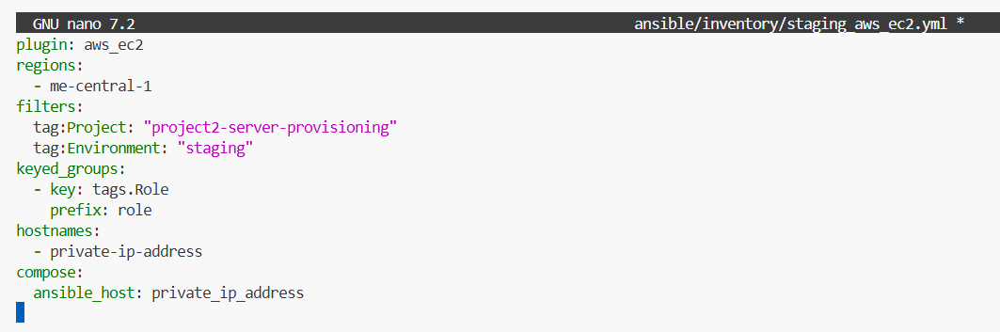 GNU nano 7.2 ansible/inventory/staging_aws_ec2.yml *
plugin: aws_ec2
regions:
  - me-central-1
filters:
  tag:Project: "project2-server-provisioning"
  tag:Environment: "staging"
keyed_groups:
  - key: tags.Role
    prefix: role
hostnames:
  - private-ip-address
compose:
  ansible_host: private_ip_address